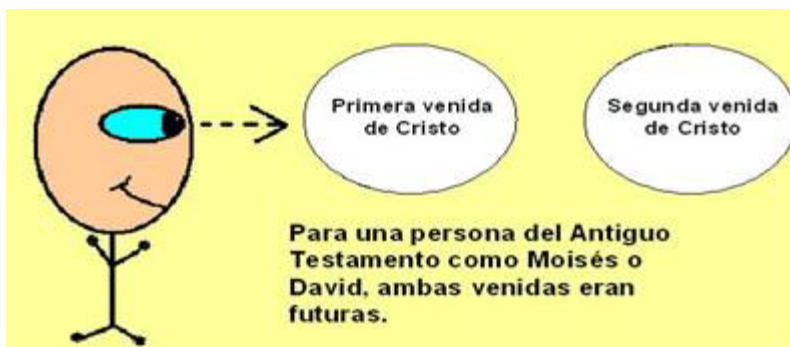 Primera venida
de Cristo
Segunda venida
de Cristo
Para una persona del Antiguo
Testamento como Moisés o
David, ambas venidas eran
futuras.